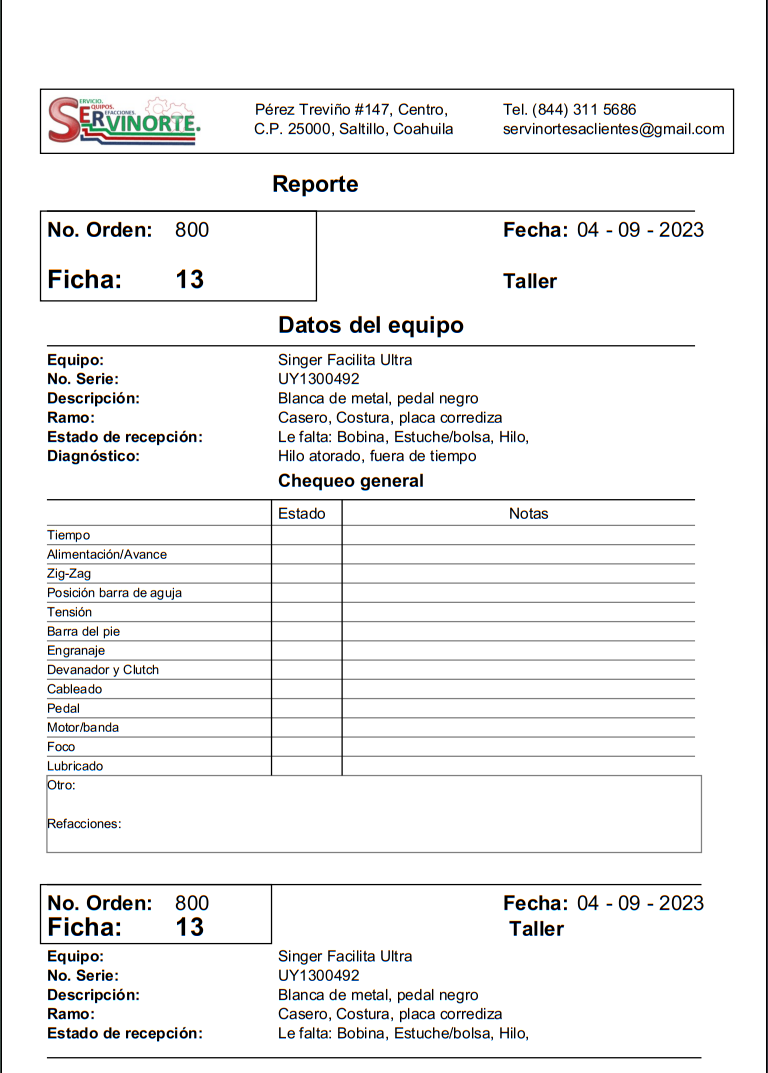 SERVICIO.
EQUIPOS.
REFACCIONES.
SERVINORTE.
Pérez Treviño #147, Centro,
C.P. 25000, Saltillo, Coahuila
Tel. (844) 311 5686
servinortesaclientes@gmail.com
Reporte
No. Orden: 800
Fecha: 04 - 09 - 2023
Ficha: 13
Taller
Datos del equipo
Equipo: Singer Facilita Ultra
No. Serie: UY1300492
Descripción: Blanca de metal, pedal negro
Ramo: Casero, Costura, placa corrediza
Estado de recepción: Le falta: Bobina, Estuche/bolsa, Hilo,
Diagnóstico: Hilo atorado, fuera de tiempo
Chequeo general
Estado Notas
Tiempo
Alimentación/Avance
Zig-Zag
Posición barra de aguja
Tensión
Barra del pie
Engranaje
Devanador y Clutch
Cableado
Pedal
Motor/banda
Foco
Lubricado
Otro:
Refacciones:
No. Orden: 800
Fecha: 04 - 09 - 2023
Ficha: 13
Taller
Equipo: Singer Facilita Ultra
No. Serie: UY1300492
Descripción: Blanca de metal, pedal negro
Ramo: Casero, Costura, placa corrediza
Estado de recepción: Le falta: Bobina, Estuche/bolsa, Hilo,